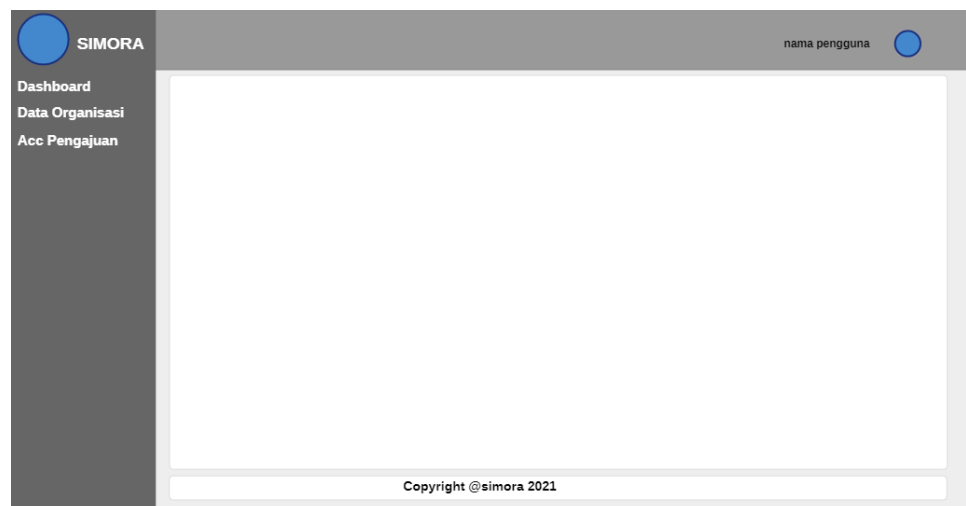 SIMORA
nama pengguna
Dashboard
Data Organisasi
Acc Pengajuan
Copyright @simora 2021